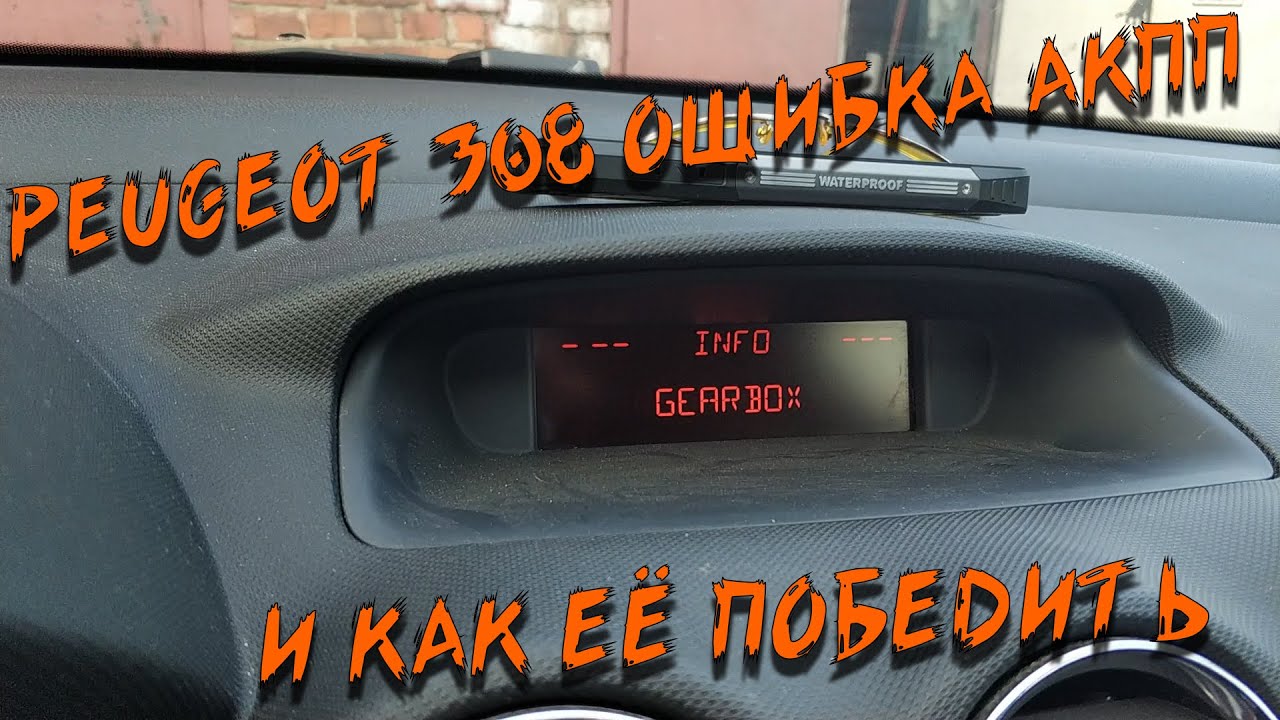 PEUGEOT 308 ОШИБКА АКПП
WATERPROOF
--- INFO ---
GEARBOX
И КАК ЕЁ ПОБЕДИТЬ